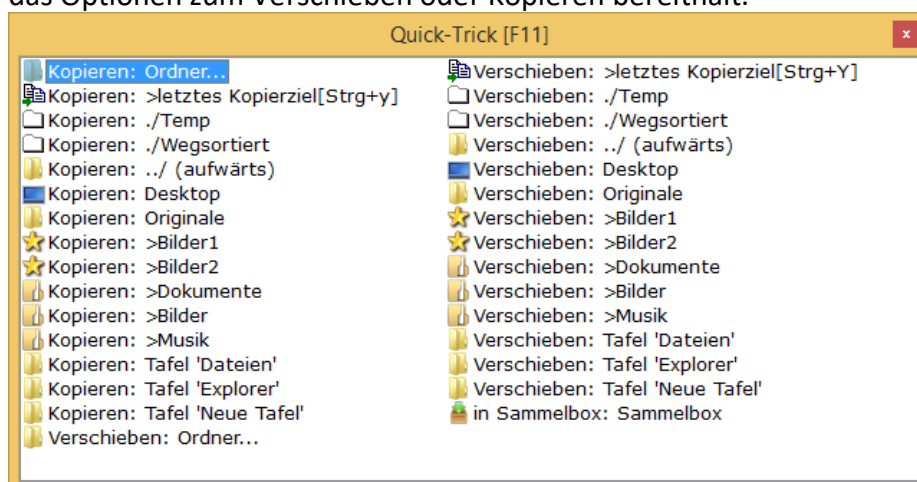 das Optionen zum Verschieben oder Kopieren bereithält.
Quick-Trick [F11]
x
Kopieren: Ordner...
Kopieren: >letztes Kopierziel[Strg+y]
Kopieren: ./Temp
Kopieren: ./Wegsortiert
Kopieren: ../ (aufwärts)
Kopieren: Desktop
Kopieren: Originale
Kopieren: >Bilder1
Kopieren: >Bilder2
Kopieren: >Dokumente
Kopieren: >Bilder
Kopieren: >Musik
Kopieren: Tafel 'Dateien'
Kopieren: Tafel 'Explorer'
Kopieren: Tafel 'Neue Tafel'
Verschieben: Ordner...
Verschieben: >letztes Kopierziel[Strg+Y]
Verschieben: ./Temp
Verschieben: ./Wegsortiert
Verschieben: ../ (aufwärts)
Verschieben: Desktop
Verschieben: Originale
Verschieben: >Bilder1
Verschieben: >Bilder2
Verschieben: >Dokumente
Verschieben: >Bilder
Verschieben: >Musik
Verschieben: Tafel 'Dateien'
Verschieben: Tafel 'Explorer'
Verschieben: Tafel 'Neue Tafel'
in Sammelbox: Sammelbox